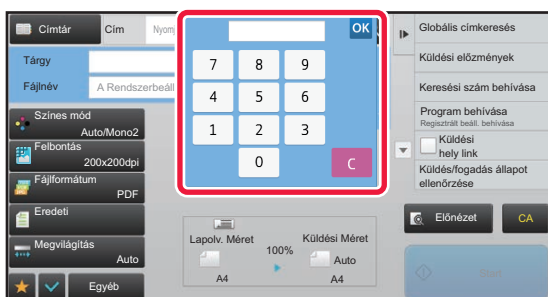 Címtár
Cím
Nyomj
OK
Globális címkeresés
Tárgy
Küldési előzmények
Fájlnév
A Rendszerbeáll
7 8 9
Keresési szám behívása
4 5 6
Program behívása
Regisztrált beáll. behívása
Színes mód
Auto/Mono2
1 2 3
Küldési
hely link
Felbontás
200x200dpi
0 C
Küldés/fogadás állapot
ellenőrzése
Fájlformátum
PDF
Eredeti
Előnézet
CA
Lapolv. Méret
100%
Küldési Méret
Megvilágítás
Auto
Auto
A4
A4
Egyéb
Start